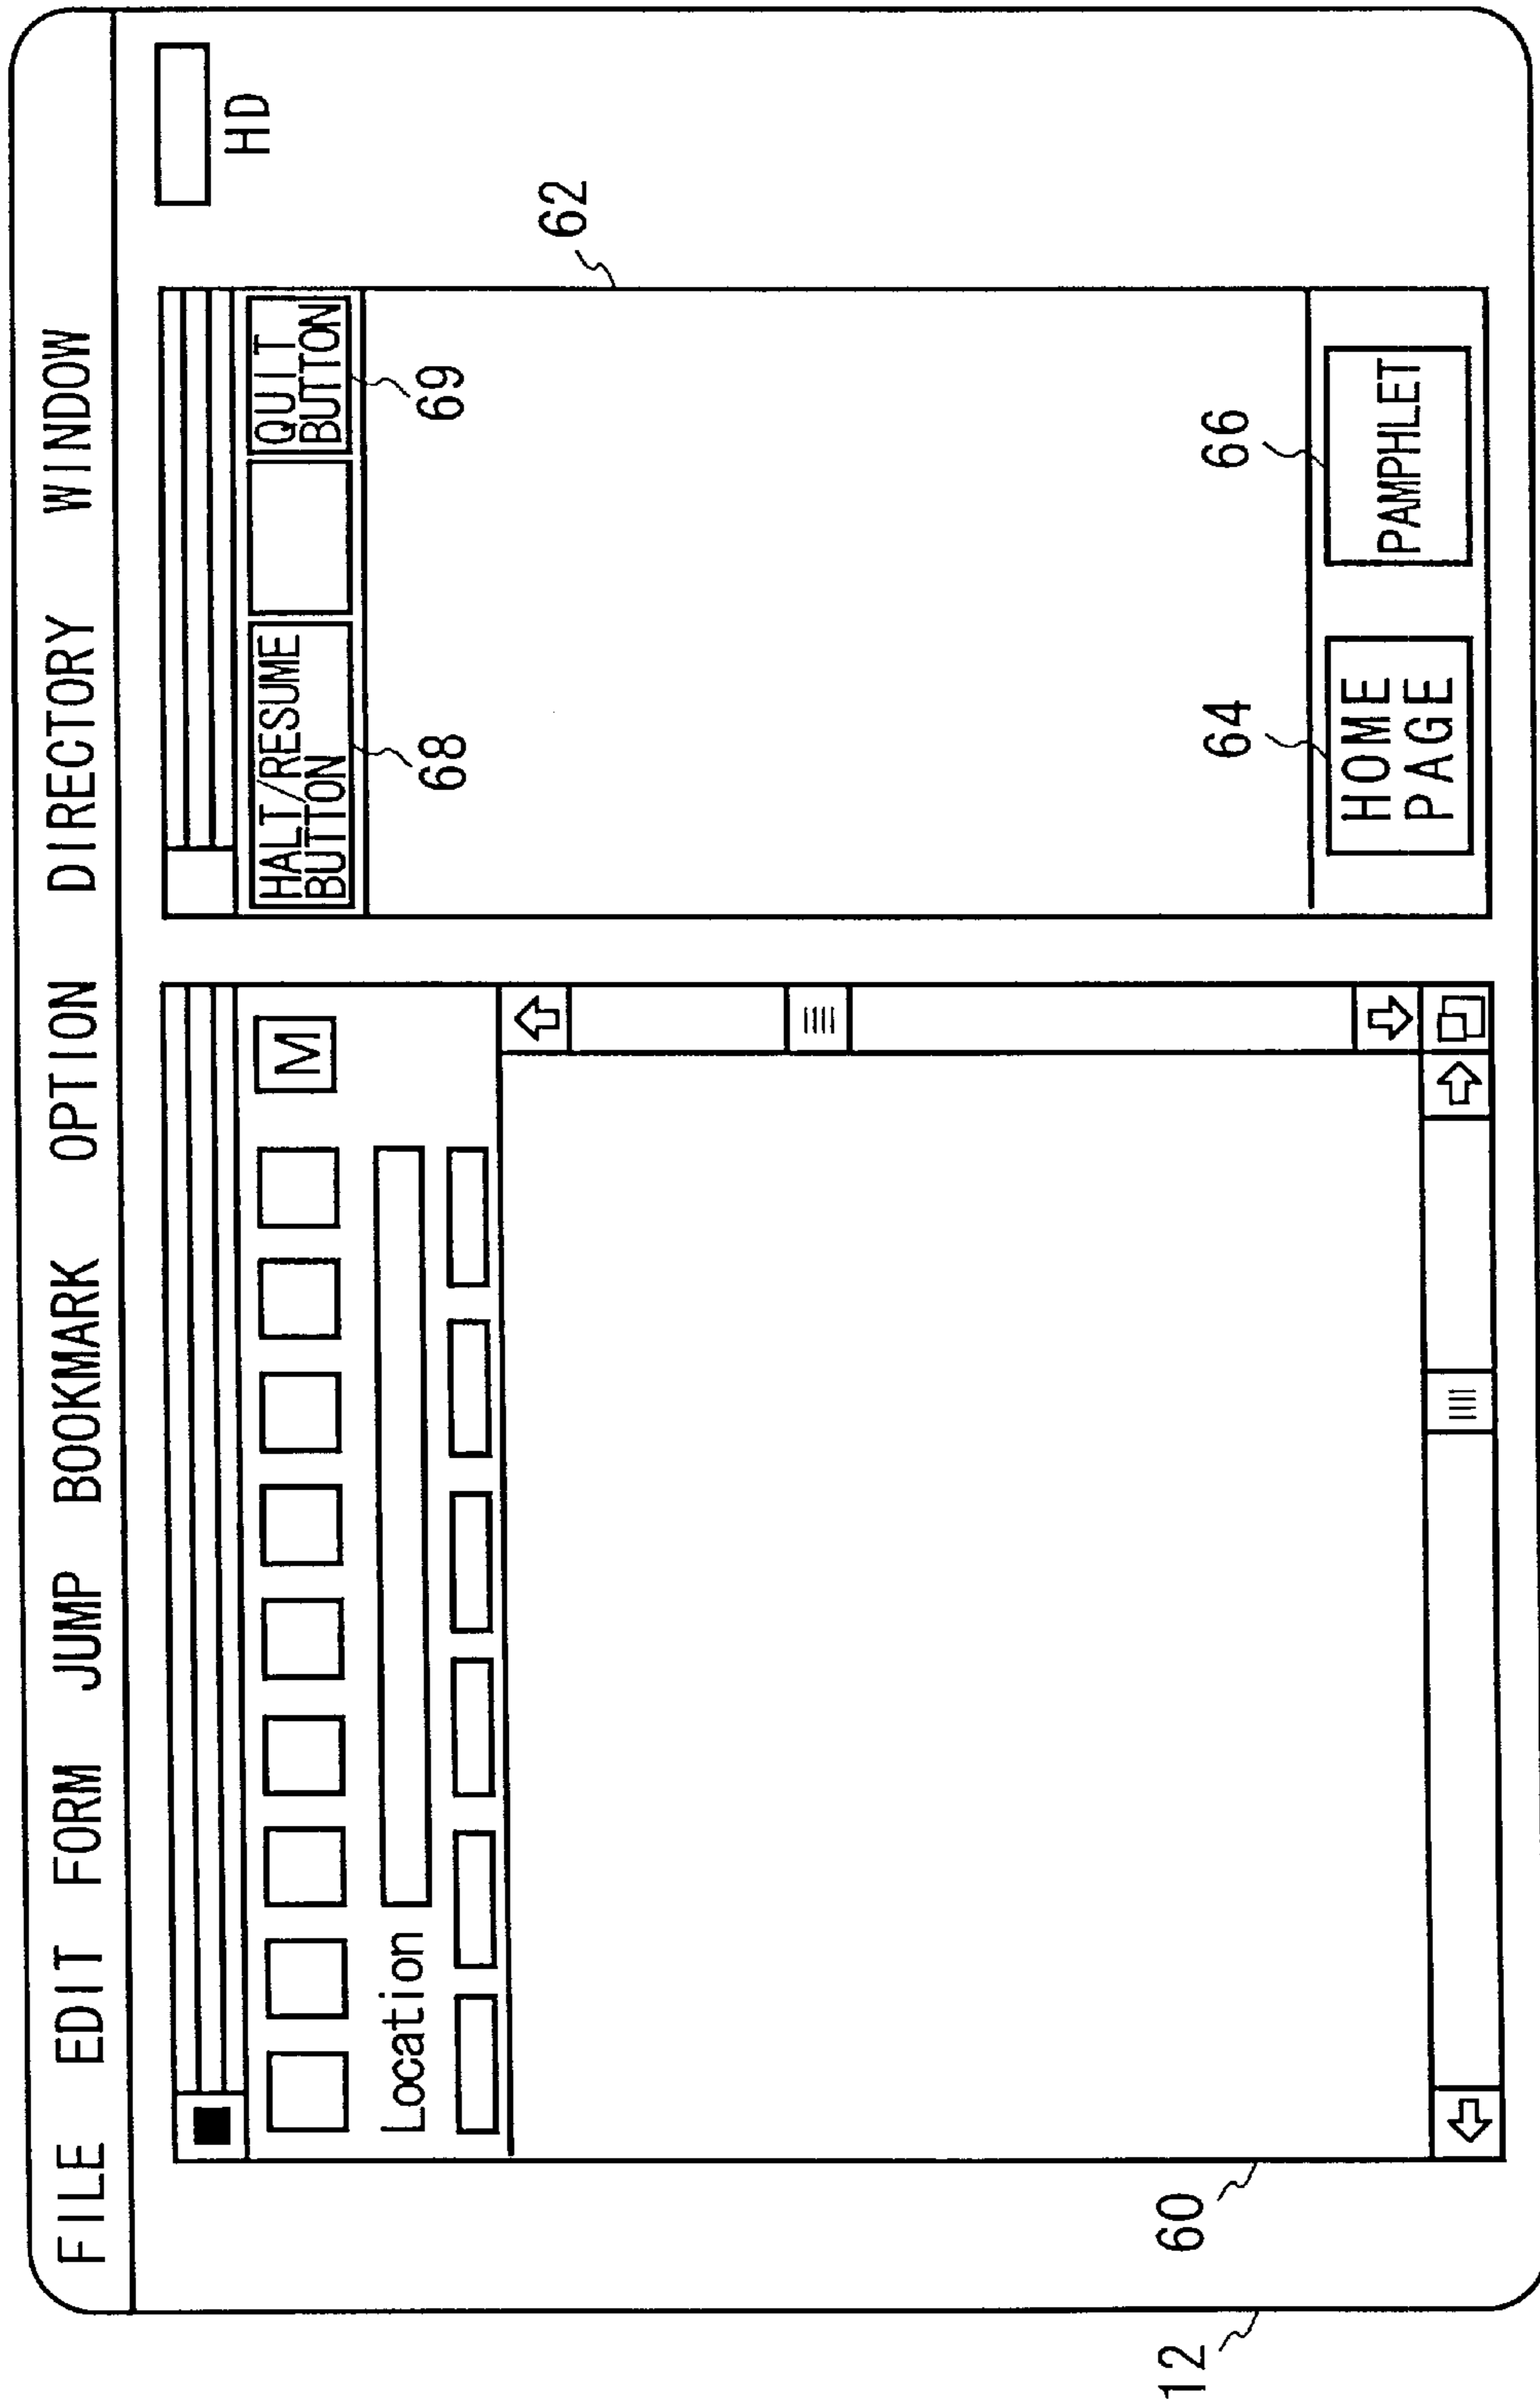 FILE EDIT FORM JUMP BOOKMARK OPTION DIRECTORY WINDOW
HD
M
Location
HALT/RESUME
BUTTON
68
QUIT
BUTTON
69
62
64
HOME
PAGE
66
PAMPHLET
60
12